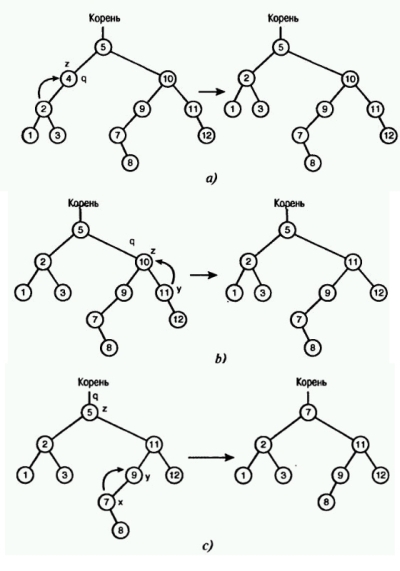 Корень Корень
5 5
z
4 q 10 2 10
2 9 11 1 3 9 11
1 3 7 12 7 12
8 8
a)
Корень Корень
5 5
q z
2 10 2 11
1 3 9 11 y 1 3 9 12
7 12 7
8 8
b)
Корень Корень
q
5 z 7
2 11 2 11
1 3 9 y 12 1 3 9 12
7 x 8
8
c)